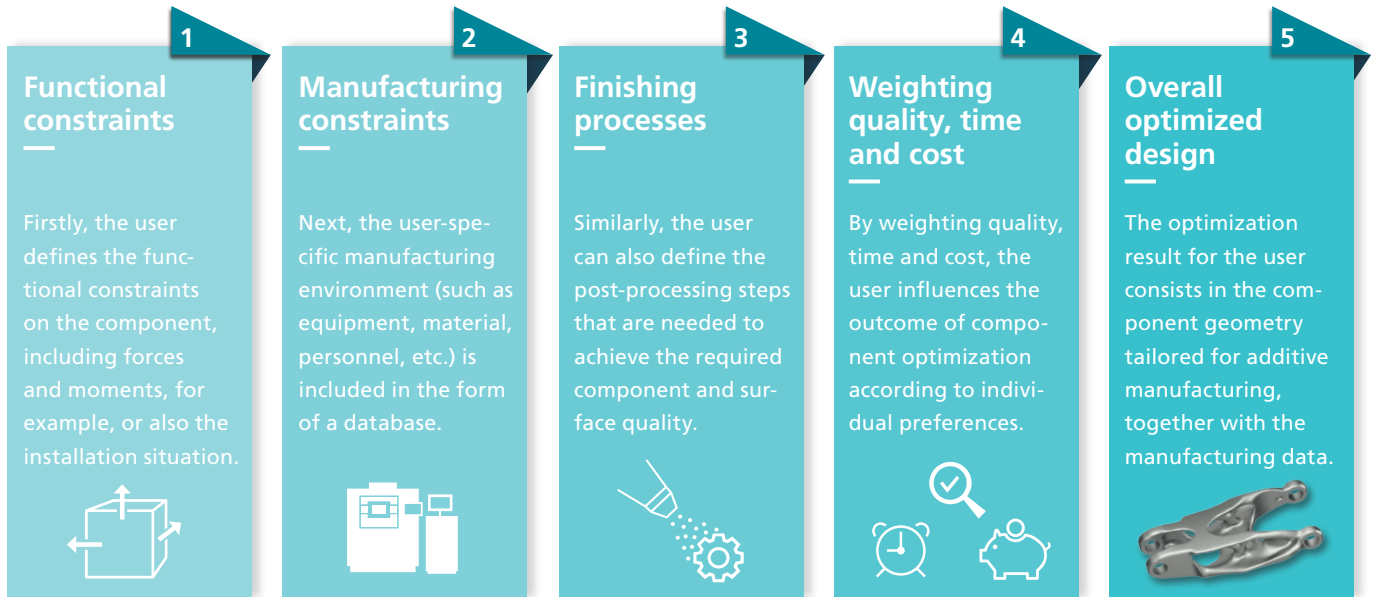 1
Functional
constraints
Firstly, the user
defines the func-
tional constraints
on the component,
including forces
and moments, for
example, or also the
installation situation.
2
Manufacturing
constraints
Next, the user-spe-
cific manufacturing
environment (such as
equipment, material,
personnel, etc.) is
included in the form
of a database.
3
Finishing
processes
Similarly, the user
can also define the
post-processing steps
that are needed to
achieve the required
component and sur-
face quality.
4
Weighting
quality, time
and cost
By weighting quality,
time and cost, the
user influences the
outcome of compo-
nent optimization
according to indivi-
dual preferences.
5
Overall
optimized
design
The optimization
result for the user
consists in the com-
ponent geometry
tailored for additive
manufacturing,
together with the
manufacturing data.